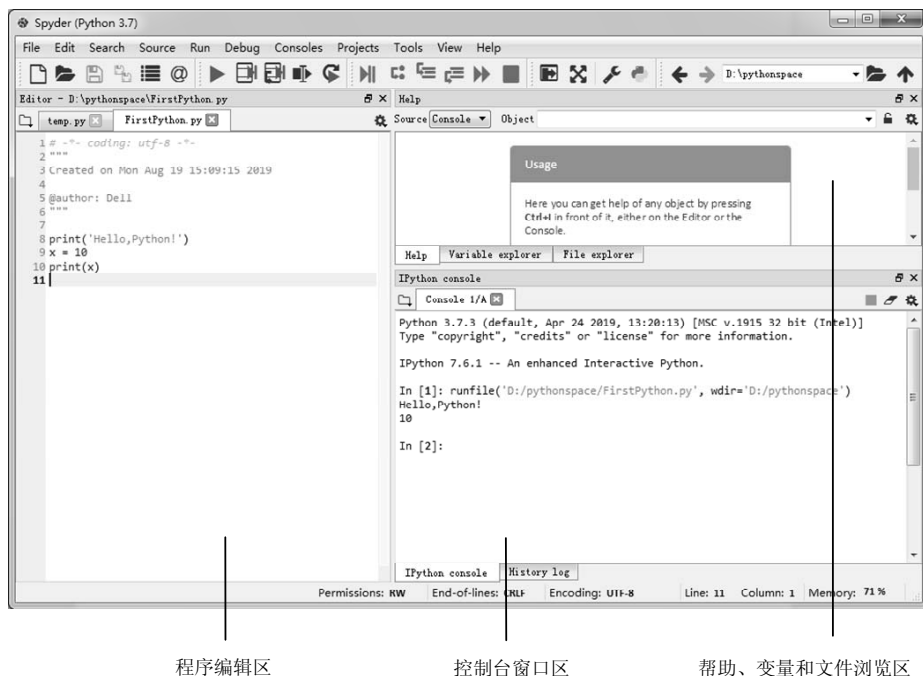 Spyder (Python 3.7)
File Edit Search Source Run Debug Consoles Projects Tools View Help
D:\pythonspace
Editor - D:\pythonspace\FirstPython.py
temp.py
FirstPython.py
1 # -*- coding: utf-8 -*-
2 """
3 Created on Mon Aug 19 15:09:15 2019
4
5 @author: Dell
6 """
7
8 print('Hello,Python!')
9 x = 10
10 print(x)
11
Help
Source Console Object
Usage
Here you can get help of any object by pressing
Ctrl+I in front of it, either on the Editor or the
Console.
Help Variable explorer File explorer
IPython console
Console 1/A
Python 3.7.3 (default, Apr 24 2019, 13:20:13) [MSC v.1915 32 bit (Intel)]
Type "copyright", "credits" or "license" for more information.
IPython 7.6.1 -- An enhanced Interactive Python.
In [1]: runfile('D:/pythonspace/FirstPython.py', wdir='D:/pythonspace')
Hello,Python!
10
In [2]:
IPython console History log
Permissions: RW End-of-lines: CRLF Encoding: UTF-8 Line: 11 Column: 1 Memory: 71 %
程序编辑区
控制台窗口区
帮助、变量和文件浏览区